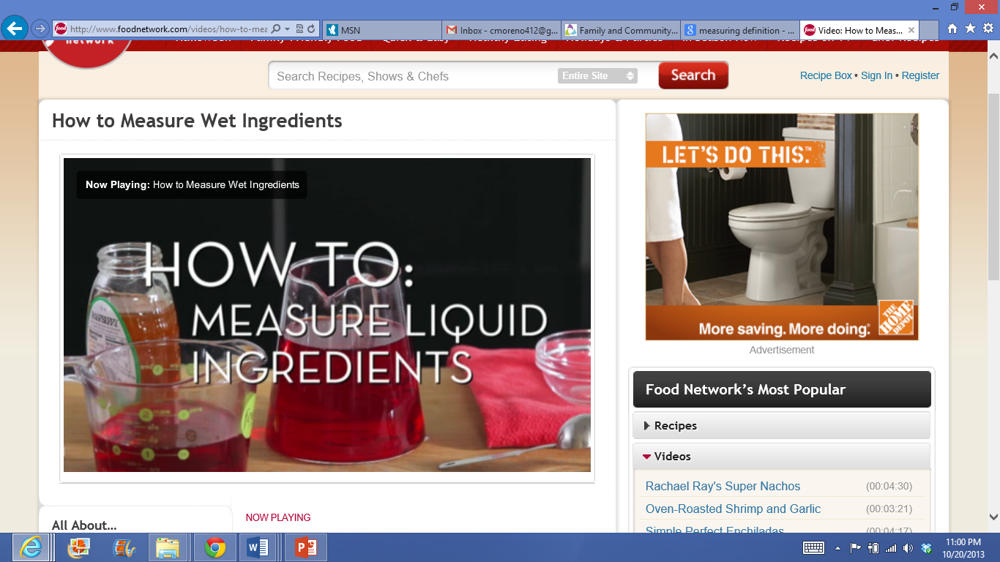 http://www.foodnetwork.com/videos/how-to-mea
MSN
Inbox - cmoreno412@g...
Family and Community...
measuring definition - ...
Video: How to Meas...
food
network
Search Recipes, Shows & Chefs
Entire Site
Search
Recipe Box • Sign In • Register
How to Measure Wet Ingredients
Now Playing: How to Measure Wet Ingredients
HOW TO:
MEASURE LIQUID
INGREDIENTS
LET'S DO THIS.™
More saving. More doing.®
THE HOME DEPOT
Advertisement
Food Network's Most Popular
Recipes
Videos
Rachael Ray's Super Nachos (00:04:30)
Oven-Roasted Shrimp and Garlic (00:03:21)
Simple Perfect Enchiladas (00:04:17)
NOW PLAYING
All About...
11:00 PM
10/20/2013